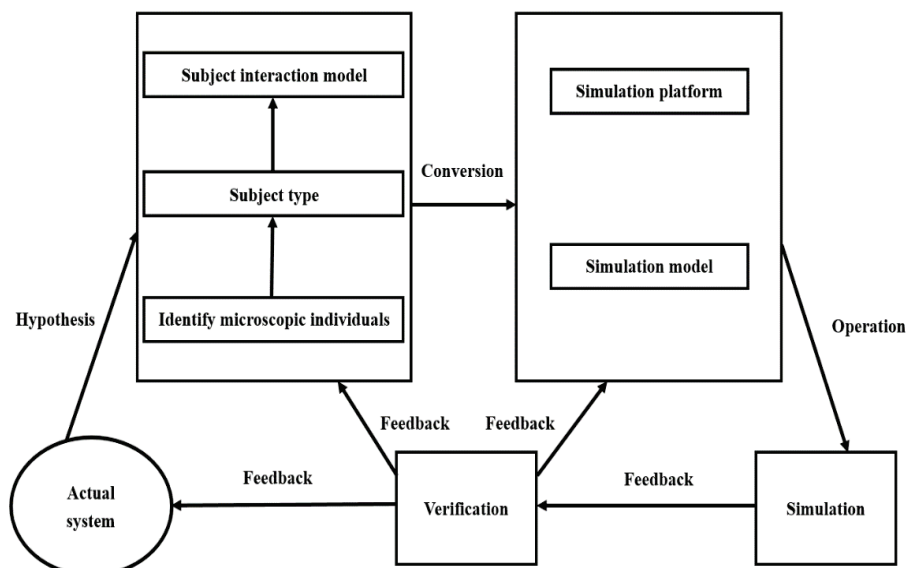 Subject interaction model
Simulation platform
Conversion
Subject type
Simulation model
Hypothesis
Identify microscopic individuals
Operation
Feedback
Feedback
Feedback
Feedback
Actual
system
Verification
Simulation